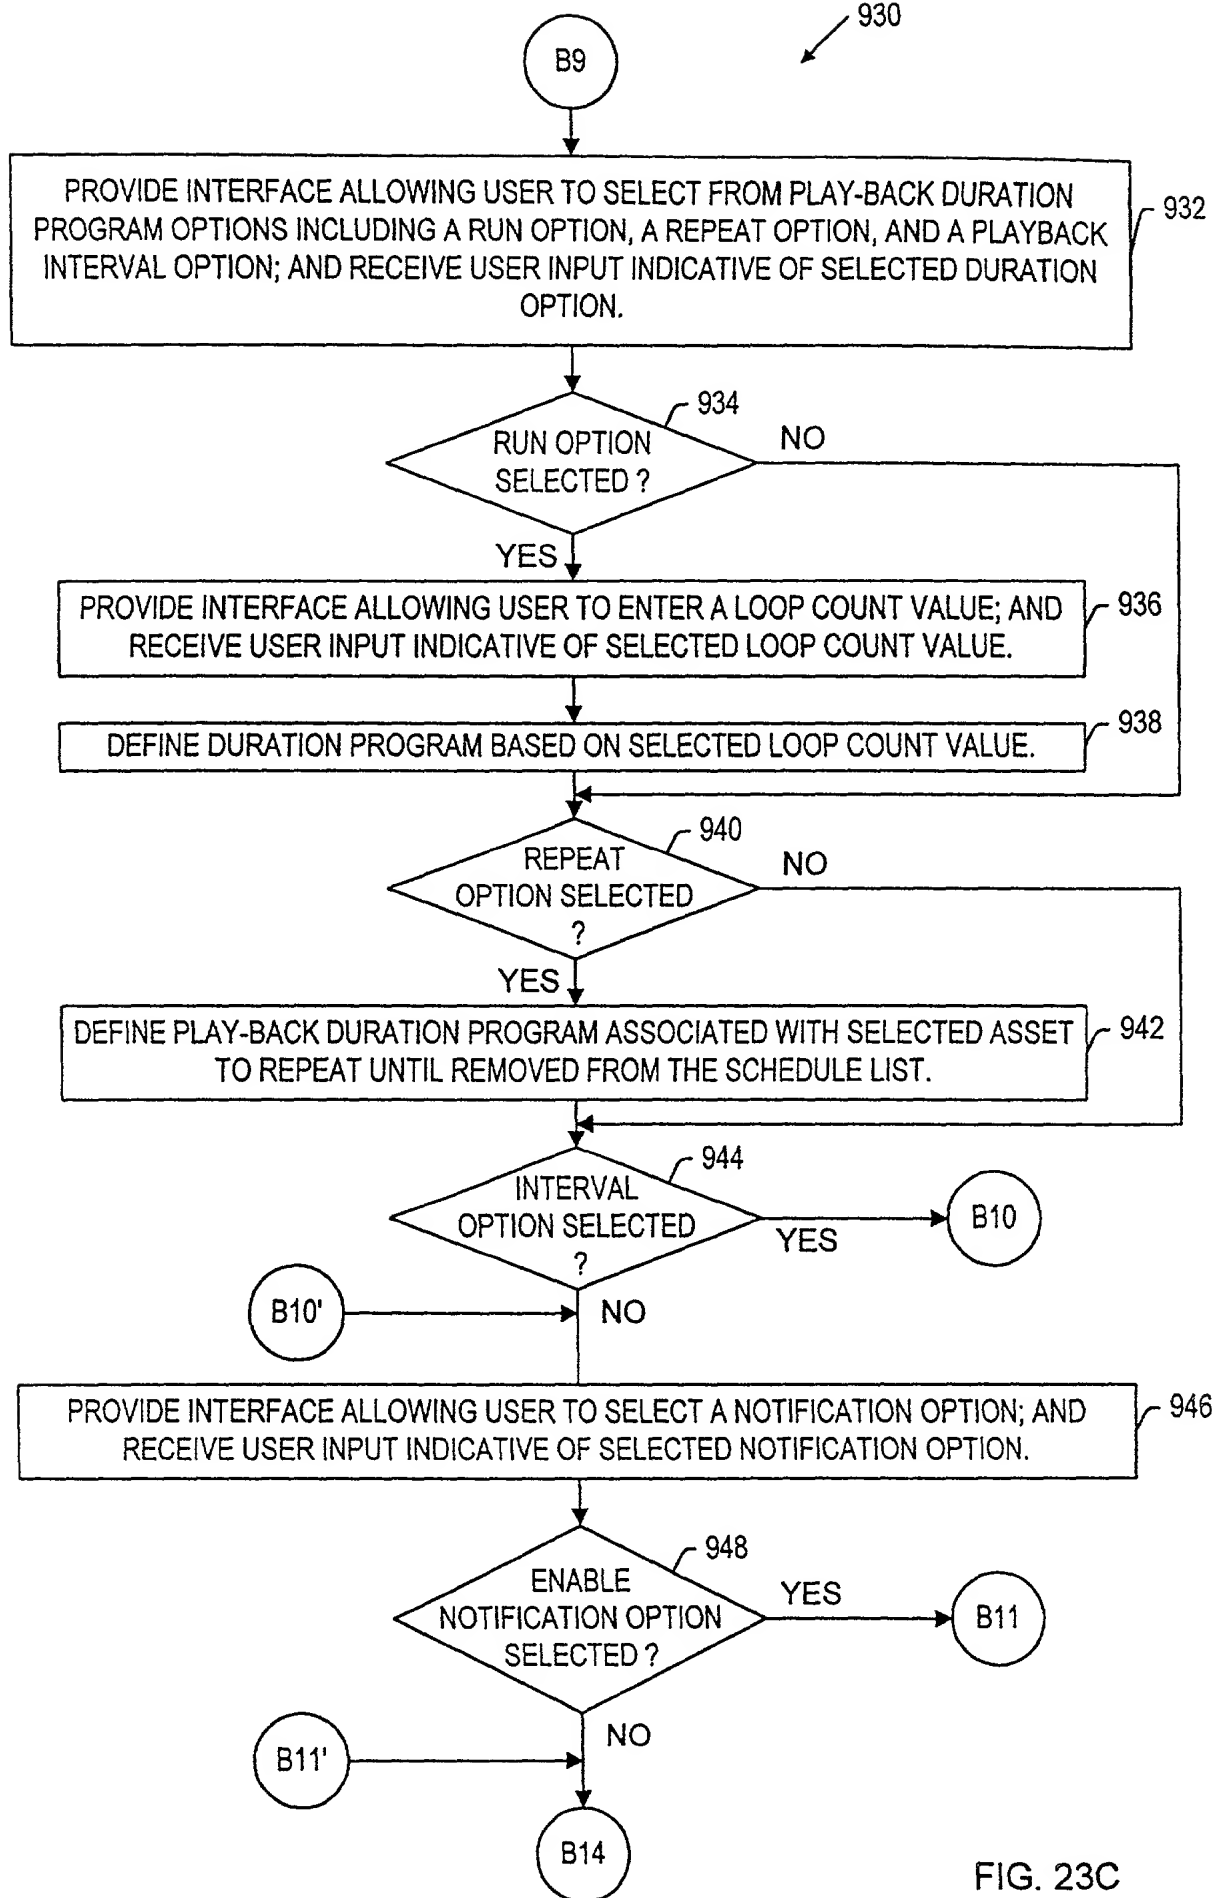 930
B9
PROVIDE INTERFACE ALLOWING USER TO SELECT FROM PLAY-BACK DURATION
PROGRAM OPTIONS INCLUDING A RUN OPTION, A REPEAT OPTION, AND A PLAYBACK
INTERVAL OPTION; AND RECEIVE USER INPUT INDICATIVE OF SELECTED DURATION
OPTION.
932
934
RUN OPTION
SELECTED ?
NO
YES
PROVIDE INTERFACE ALLOWING USER TO ENTER A LOOP COUNT VALUE; AND
RECEIVE USER INPUT INDICATIVE OF SELECTED LOOP COUNT VALUE.
936
DEFINE DURATION PROGRAM BASED ON SELECTED LOOP COUNT VALUE.
938
940
REPEAT
OPTION SELECTED
?
NO
YES
DEFINE PLAY-BACK DURATION PROGRAM ASSOCIATED WITH SELECTED ASSET
TO REPEAT UNTIL REMOVED FROM THE SCHEDULE LIST.
942
944
INTERVAL
OPTION SELECTED
?
YES
B10
B10'
NO
PROVIDE INTERFACE ALLOWING USER TO SELECT A NOTIFICATION OPTION; AND
RECEIVE USER INPUT INDICATIVE OF SELECTED NOTIFICATION OPTION.
946
948
ENABLE
NOTIFICATION OPTION
SELECTED ?
YES
B11
NO
B11'
B14
FIG. 23C